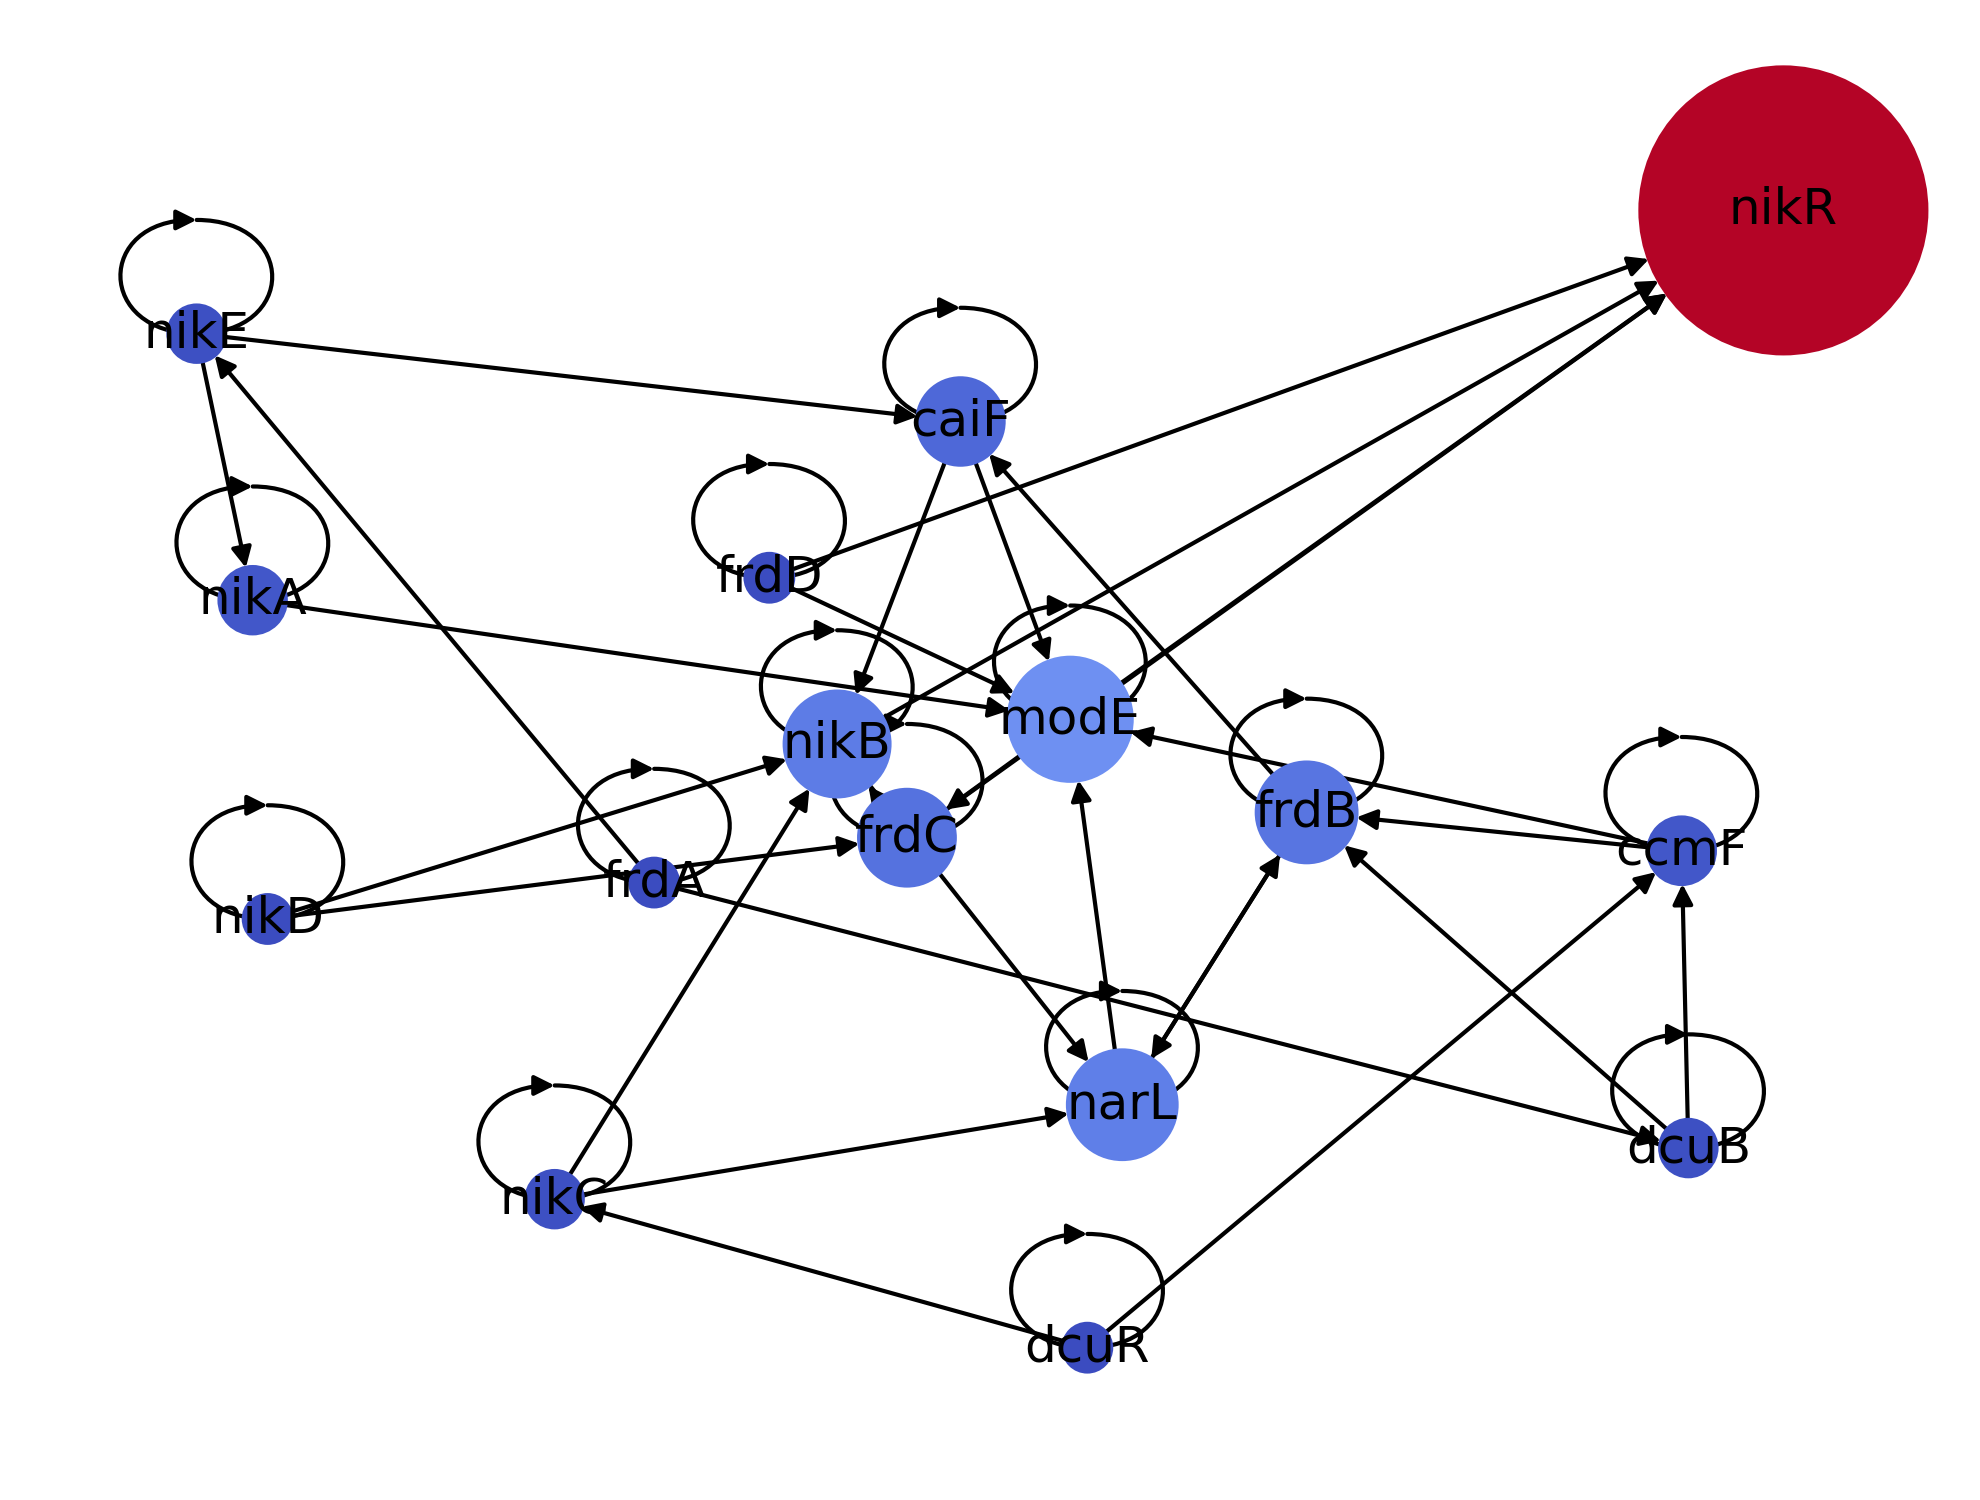 nikR
nikE
caiF
frdD
nikA
modE
nikB
frdB
frdC
ccmF
frdA
nikD
narL
dcuB
nikC
dcuR